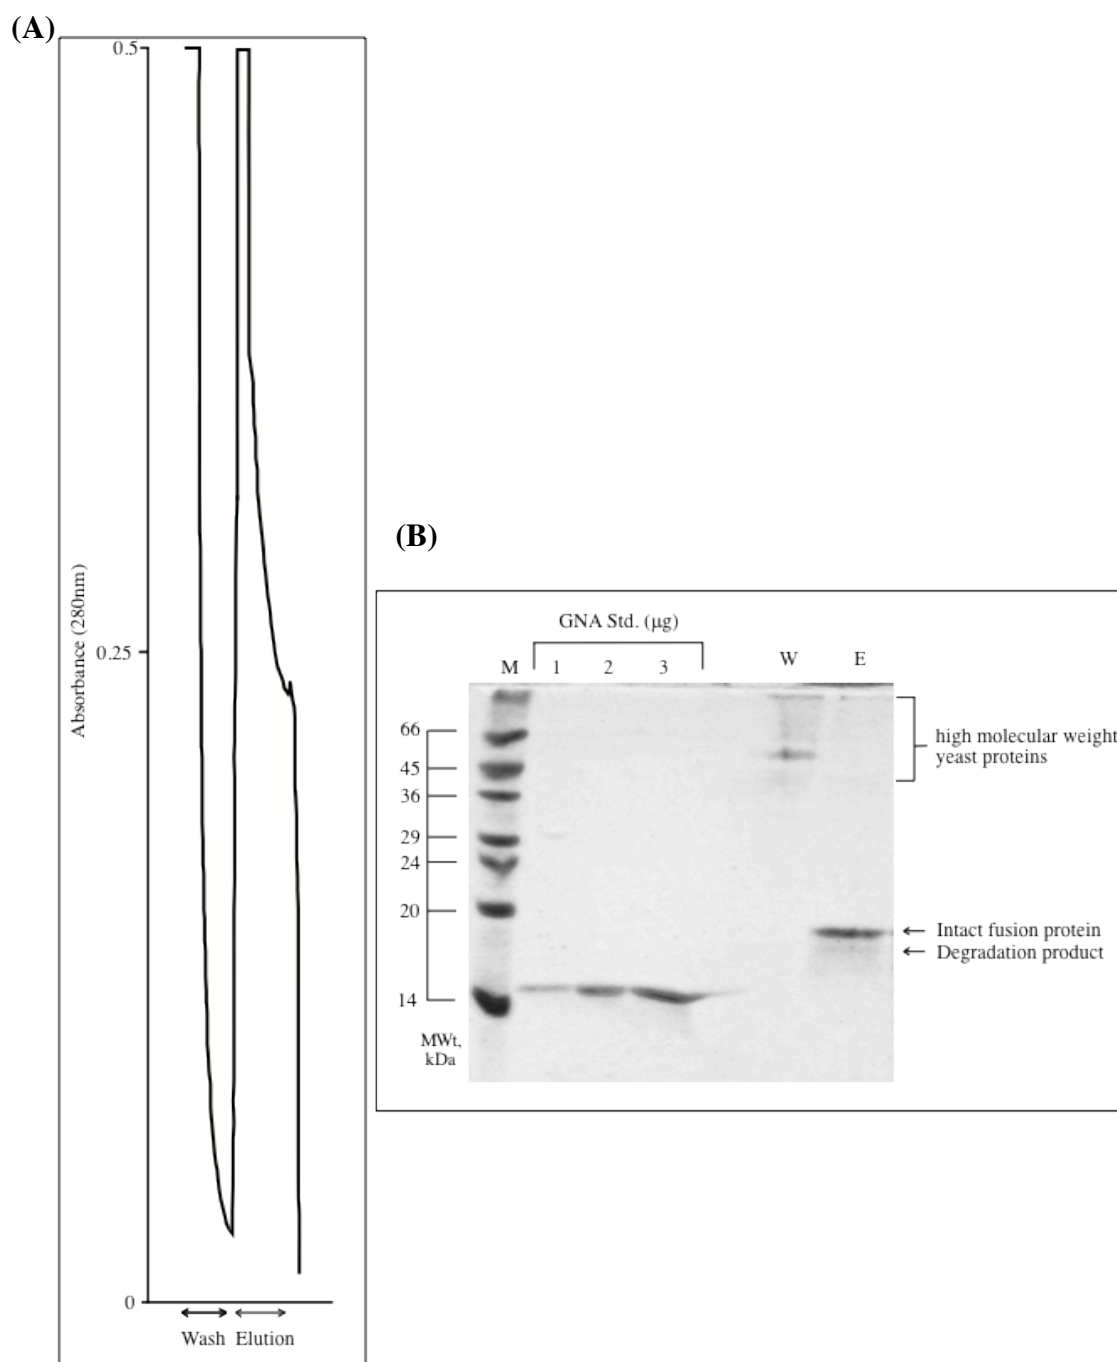 (A)
0.5
Absorbance (280nm)
0.25
0
Wash Elution
(B)
GNA Std. (µg)
M 1 2 3 W E
66
45
36
29
24
20
14
MWt,
kDa
high molecular weight
yeast proteins
Intact fusion protein
Degradation product